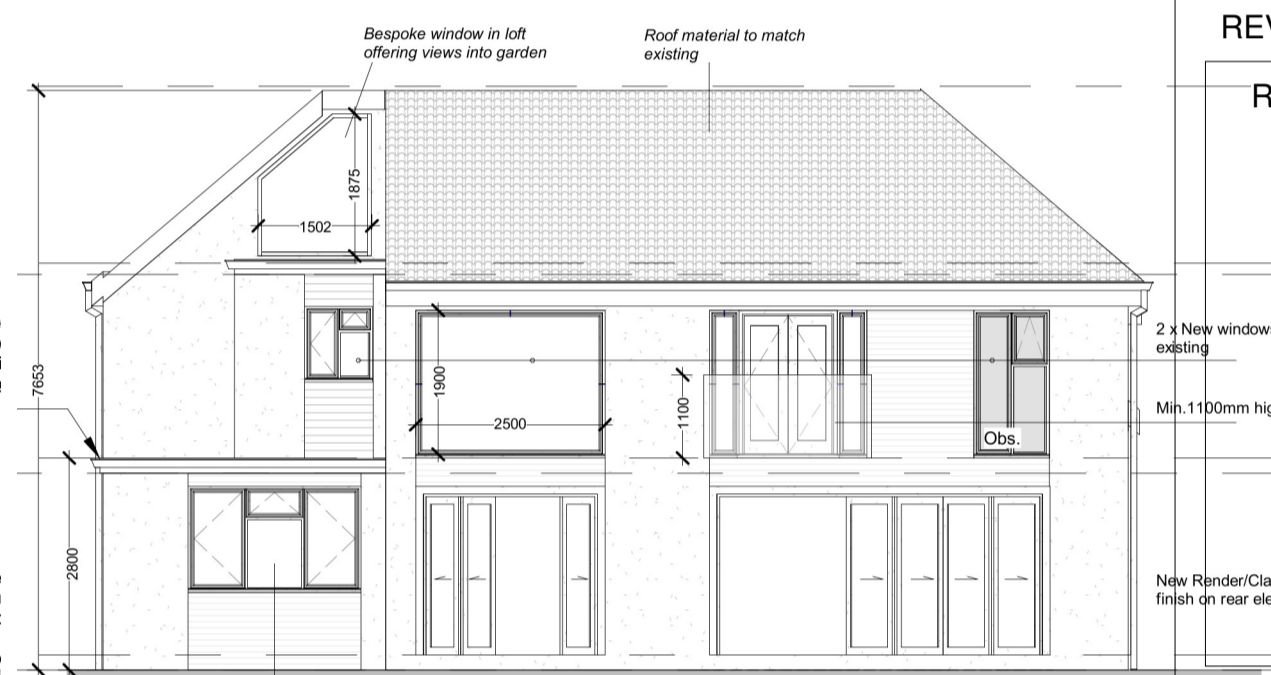 REV
R
Bespoke window in loft
offering views into garden
Roof material to match
existing
1875
1502
7653
1900
2500
1100
2 x New windows
existing
Min.1100mm hig
Obs.
2800
New Render/Cla
finish on rear ele